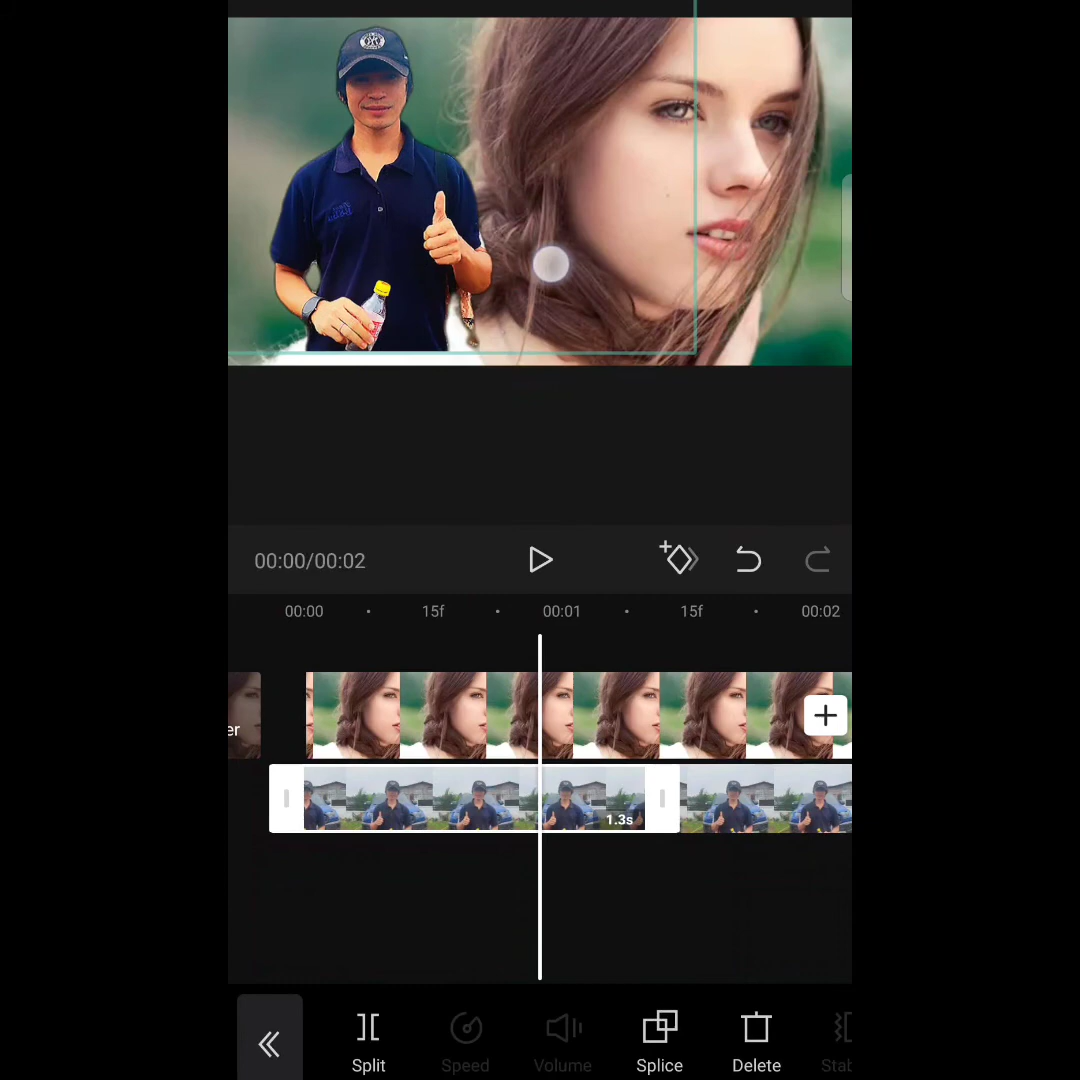 00:00/00:02
00:00 15f 00:01 15f 00:02
er
1.3s
Split Speed Volume Splice Delete Stab